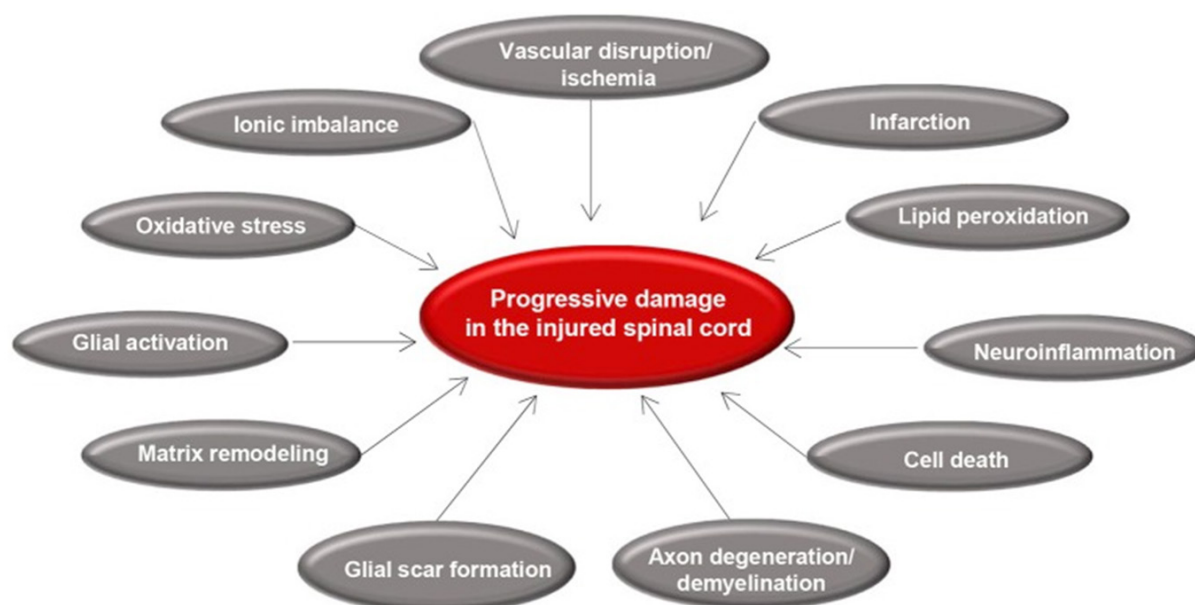 Vascular disruption/
ischemia
Ionic imbalance
Infarction
Oxidative stress
Lipid peroxidation
Progressive damage
in the injured spinal cord
Glial activation
Neuroinflammation
Matrix remodeling
Cell death
Glial scar formation
Axon degeneration/
demyelination